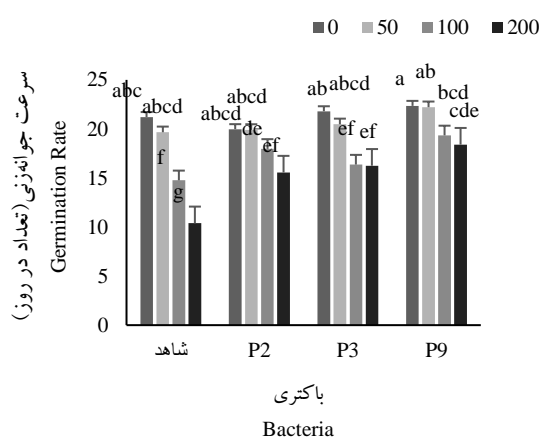 0 50 100 200
سرعت جوانه‌زنی (تعداد در روز)
Germination Rate
25
20
15
10
5
0
abc abcd f g
abcd abcd de ef
ab abcd ef ef
a ab bcd cde
شاهد P2 P3 P9
باکتری
Bacteria